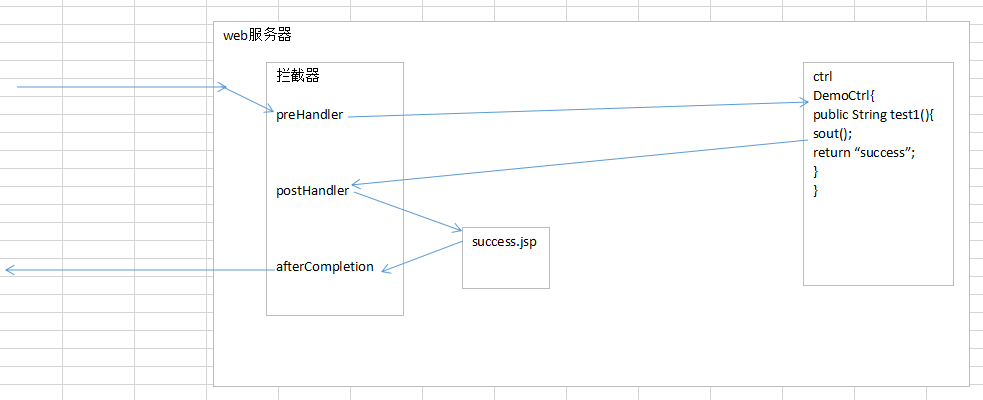 web服务器
拦截器
preHandler
postHandler
afterCompletion
success.jsp
ctrl
DemoCtrl{
public String test1(){
sout();
return “success”;
}
}